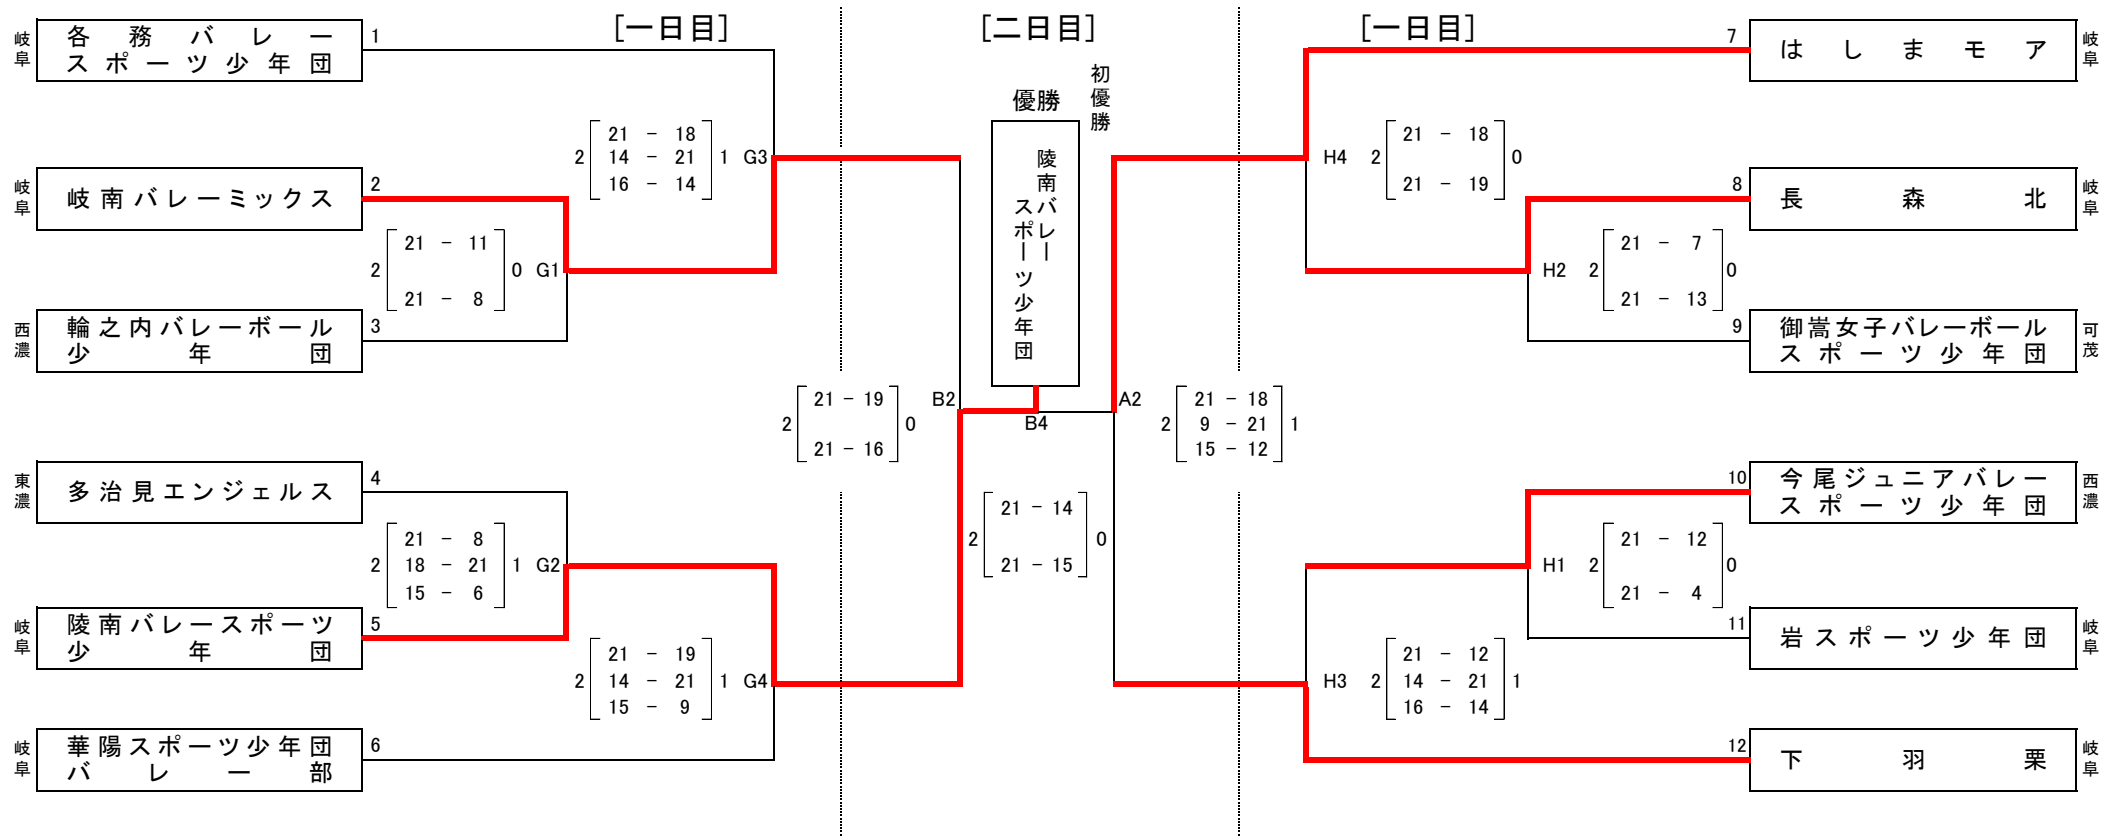 [一日目]
[二日目]
[一日目]
岐阜
各務バレー
スポーツ少年団
1
岐阜
岐南バレーミックス
2
西濃
輪之内バレーボール
少年団
3
東濃
多治見エンジェルス
4
岐阜
陵南バレースポーツ
少年団
5
岐阜
華陽スポーツ少年団
バレー部
6
21 - 18
2 14 - 21 1 G3
16 - 14
21 - 11
2 0 G1
21 - 8
21 - 8
2 18 - 21 1 G2
15 - 6
21 - 19
2 14 - 21 1 G4
15 - 9
21 - 19
2 0
21 - 16
B2
優勝
初優勝
陵南バレー
スポーツ少年団
B4
21 - 14
2 0
21 - 15
A2
21 - 18
2 9 - 21 1
15 - 12
21 - 18
H4 2 0
21 - 19
21 - 7
H2 2 0
21 - 13
21 - 12
H1 2 0
21 - 4
21 - 12
H3 2 14 - 21 1
16 - 14
7
はしまモア
岐阜
8
長森北
岐阜
9
御嵩女子バレーボール
スポーツ少年団
可茂
10
今尾ジュニアバレー
スポーツ少年団
西濃
11
岩スポーツ少年団
岐阜
12
下羽栗
岐阜